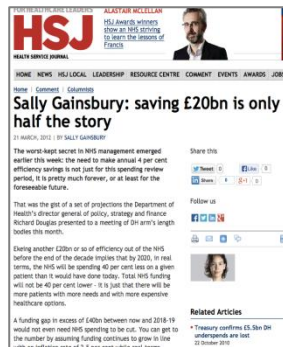 FOR HEALTHCARE LEADERS
HSJ
HEALTH SERVICE JOURNAL
ALASTAIR MCLELLAN
HSJ Awards winners
show an NHS striving
to learn the lessons of
Francis
HOME NEWS HSJ LOCAL LEADERSHIP RESOURCE CENTRE COMMENT EVENTS AWARDS JOBS
Home | Comment | Columnists
Sally Gainsbury: saving £20bn is only
half the story
21 MARCH, 2012 | BY SALLY GAINSBURY
The worst-kept secret in NHS management emerged
earlier this week: the need to make annual 4 per cent
efficiency savings is not just for this spending review
period, it is pretty much forever, or at least for the
foreseeable future.
That was the gist of a set of projections the Department of
Health's director general of policy, strategy and finance
Richard Douglas presented to a meeting of DH arm's length
bodies this month.
Eking another £20bn or so of efficiency out of the NHS
before the end of the decade implies that by 2020, in real
terms, the NHS will be spending 40 per cent less on a given
patient than it would have done today. Total NHS funding
will not be 40 per cent lower - it is just that there will be
more patients with more needs and with more expensive
healthcare options.
A funding gap in excess of £40bn between now and 2018-19
would not even need NHS spending to be cut. You can get to
the number by assuming funding continues to grow in line
Share this
Tweet 0
Like 0
Share
+1 0
Follow us
Related Articles
Treasury confirms £5.5bn DH
underspends are lost
22 October 2010